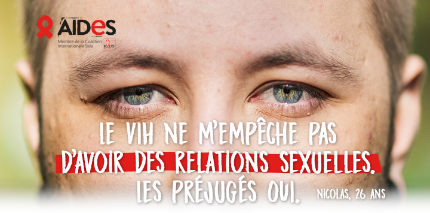 AIDES
Membre de la Coalition
Internationale Sida
LE VIH NE M'EMPÊCHE PAS
D'AVOIR DES RELATIONS SEXUELLES.
LES PRÉJUGÉS OUI. NICOLAS, 26 ANS